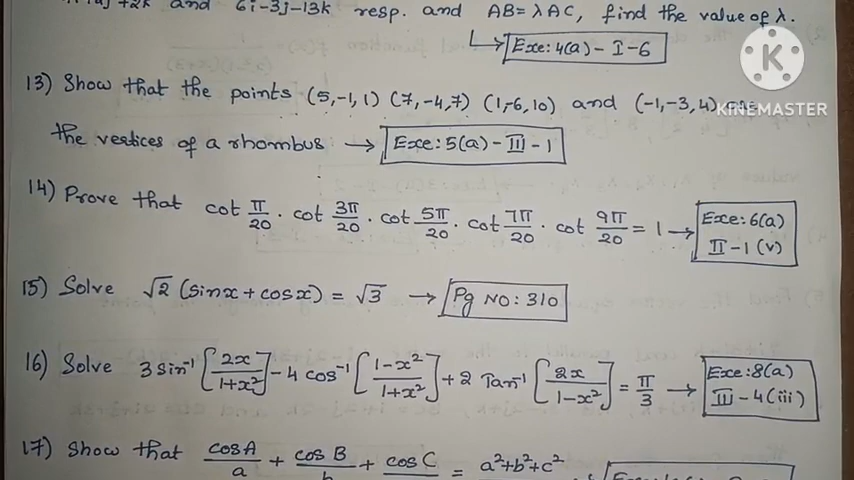 and 6i-3j-13k resp. and AB=λAC, find the value of λ.
Exe: 4(a) - I - 6
13) Show that the points (5,-1,1) (7,-4,7) (1,-6,10) and (-1,-3,4) are
the vertices of a rhombus → Exe: 5(a) - III - 1
14) Prove that cot π/20 · cot 3π/20 · cot 5π/20 · cot 7π/20 · cot 9π/20 = 1 → Exe: 6(a)
II - 1 (v)
15) Solve √2 (sinx + cosx) = √3 → Pg NO: 310
16) Solve 3 sin⁻¹ [2x/1+x²] - 4 cos⁻¹ [1-x²/1+x²] + 2 Tan⁻¹ [2x/1-x²] = π/3 → Exe: 8(a)
III - 4 (iii)
17) Show that cosA/a + cos B/b + cos C = a²+b²+c²
KINEMASTER